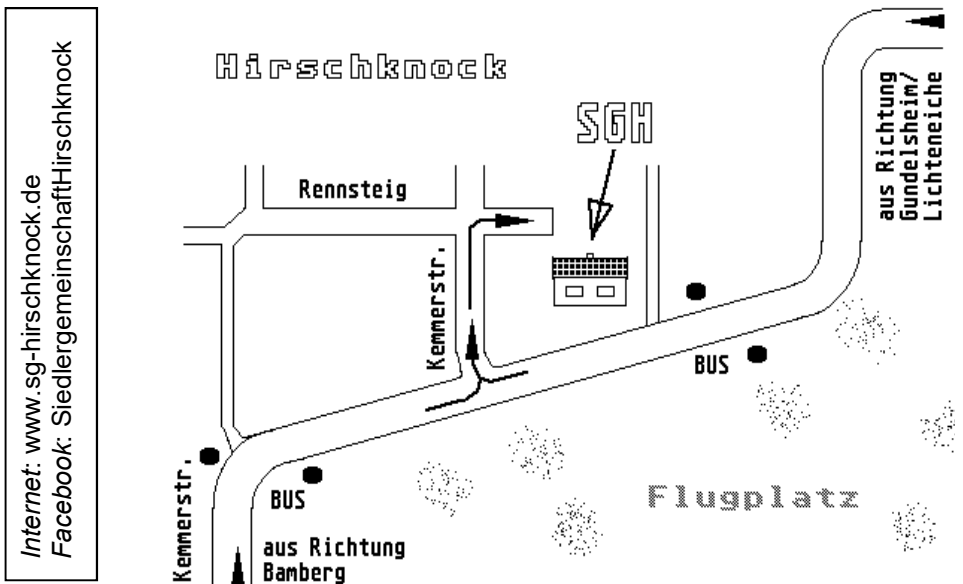 Internet: www.sg-hirschknock.de
Facebook: SiedlergemeinschaftHirschknock
Hirschknock
SGH
aus Richtung
Gundelsheim/
Lichteneiche
Rennsteig
Kemmerstr.
BUS
Kemmerstr.
BUS
Flugplatz
aus Richtung
Bamberg